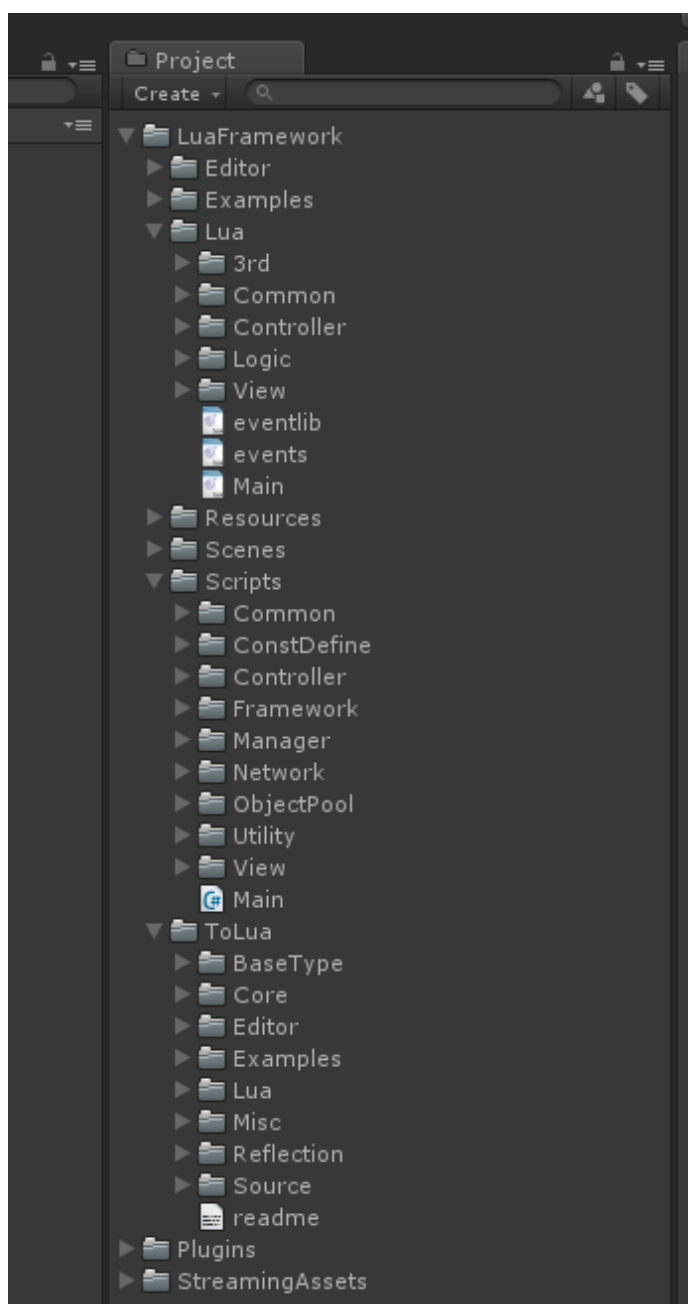 Project
Create
LuaFramework
Editor
Examples
Lua
3rd
Common
Controller
Logic
View
eventlib
events
Main
Resources
Scenes
Scripts
Common
ConstDefine
Controller
Framework
Manager
Network
ObjectPool
Utility
View
C# Main
ToLua
BaseType
Core
Editor
Examples
Lua
Misc
Reflection
Source
readme
Plugins
StreamingAssets